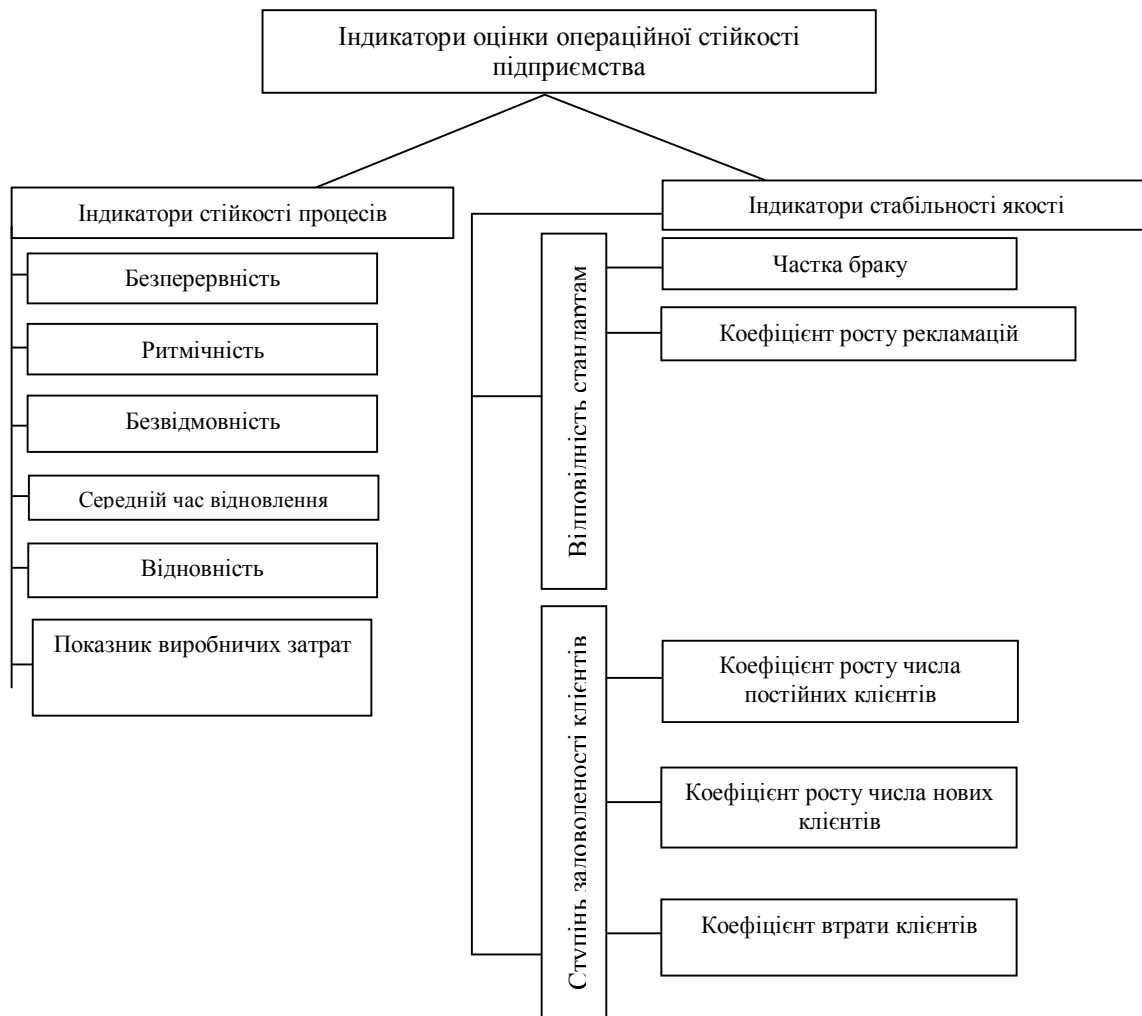 Індикатори оцінки операційної стійкості
підприємства
Індикатори стійкості процесів
Безперервність
Ритмічність
Безвідмовність
Середній час відновлення
Відновність
Показник виробничих затрат
Індикатори стабільності якості
Відповідність стандартам
Частка браку
Коефіцієнт росту рекламацій
Ступінь задоволеності клієнтів
Коефіцієнт росту числа
постійних клієнтів
Коефіцієнт росту числа нових
клієнтів
Коефіцієнт втрати клієнтів